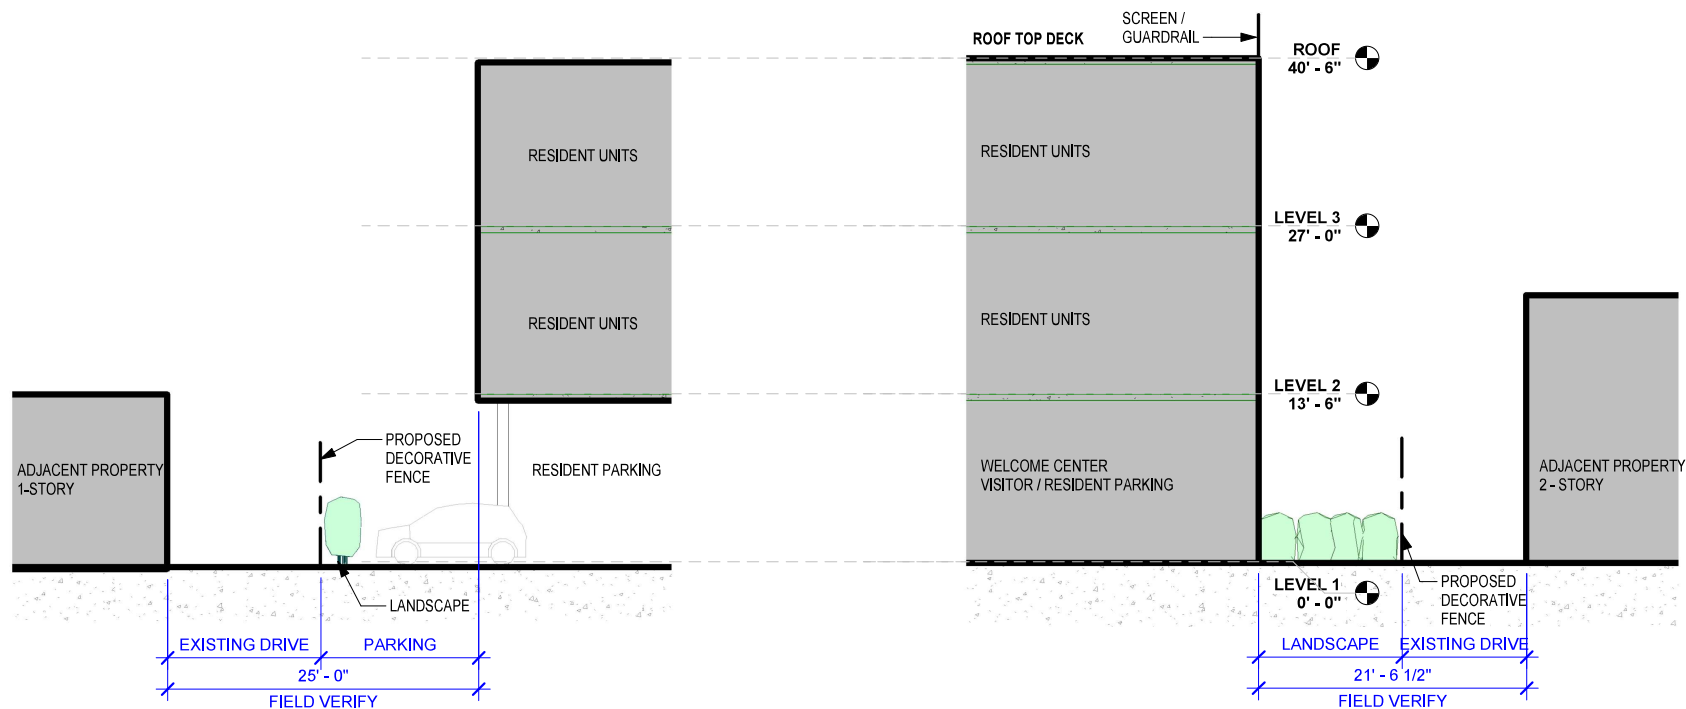 RESIDENT UNITS
RESIDENT UNITS
ADJACENT PROPERTY
1-STORY
PROPOSED
DECORATIVE
FENCE
RESIDENT PARKING
LANDSCAPE
EXISTING DRIVE
PARKING
25' - 0"
FIELD VERIFY
ROOF TOP DECK
SCREEN /
GUARDRAIL
ROOF
40' - 6"
RESIDENT UNITS
LEVEL 3
27' - 0"
RESIDENT UNITS
LEVEL 2
13' - 6"
WELCOME CENTER
VISITOR / RESIDENT PARKING
ADJACENT PROPERTY
2 - STORY
LEVEL 1
0' - 0"
PROPOSED
DECORATIVE
FENCE
LANDSCAPE
EXISTING DRIVE
21' - 6 1/2"
FIELD VERIFY